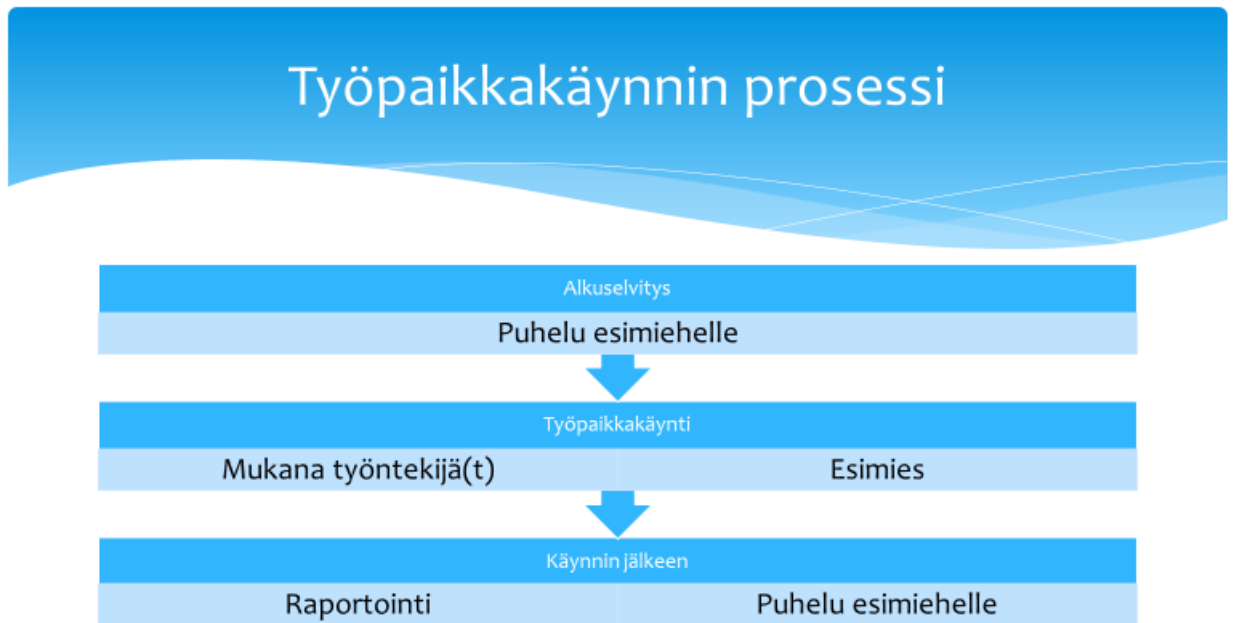 Työpaikkakäynnin prosessi
Alkuselvitys
Puhelu esimiehelle
Työpaikkakäynti
Mukana työntekijä(t)
Esimies
Käynnin jälkeen
Raportointi
Puhelu esimiehelle